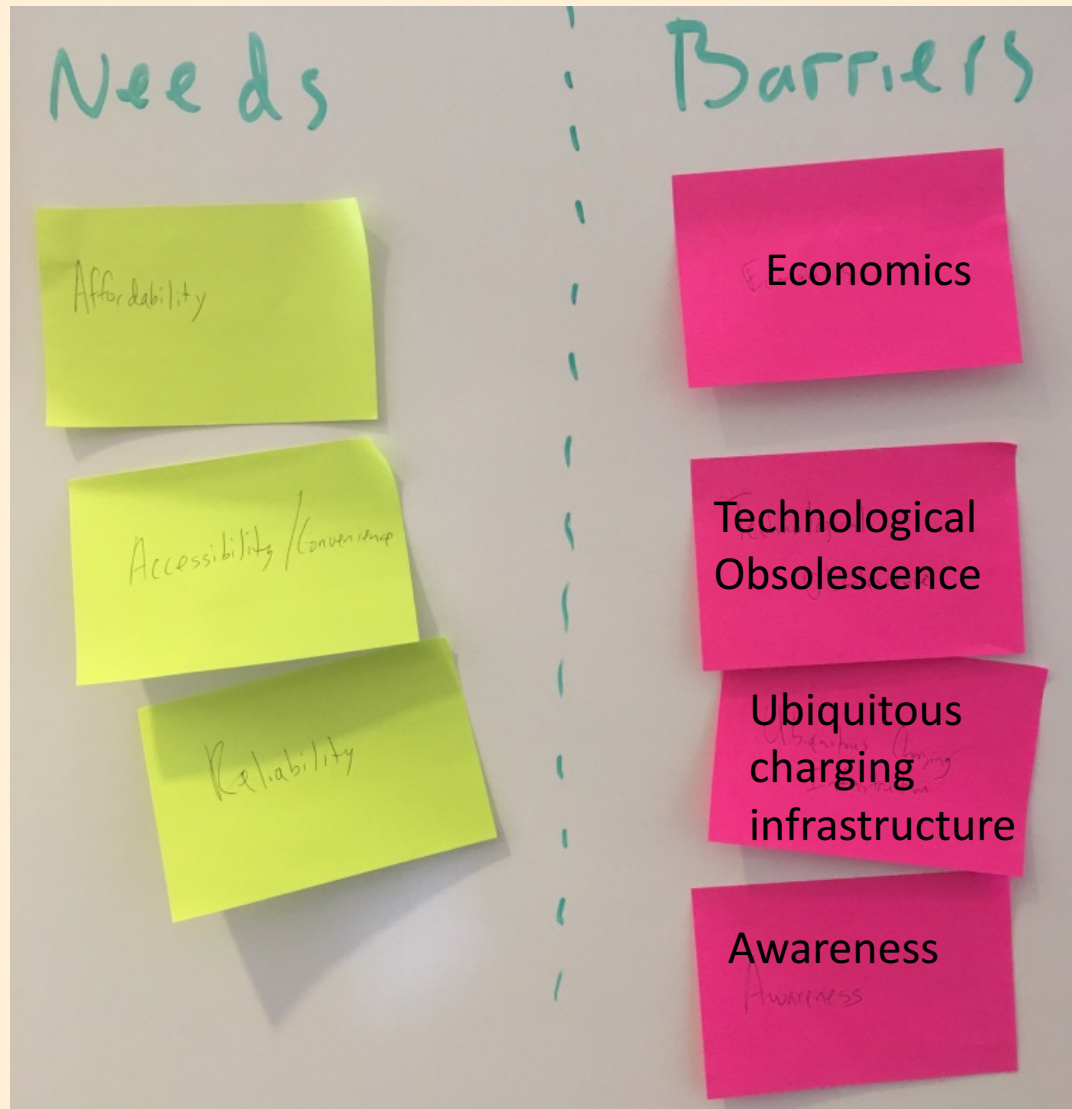 Needs
Barriers
Affordability
Accessibility/Convenience
Reliability
Economics
Technological
Obsolescence
Ubiquitous
charging
infrastructure
Awareness
Awareness